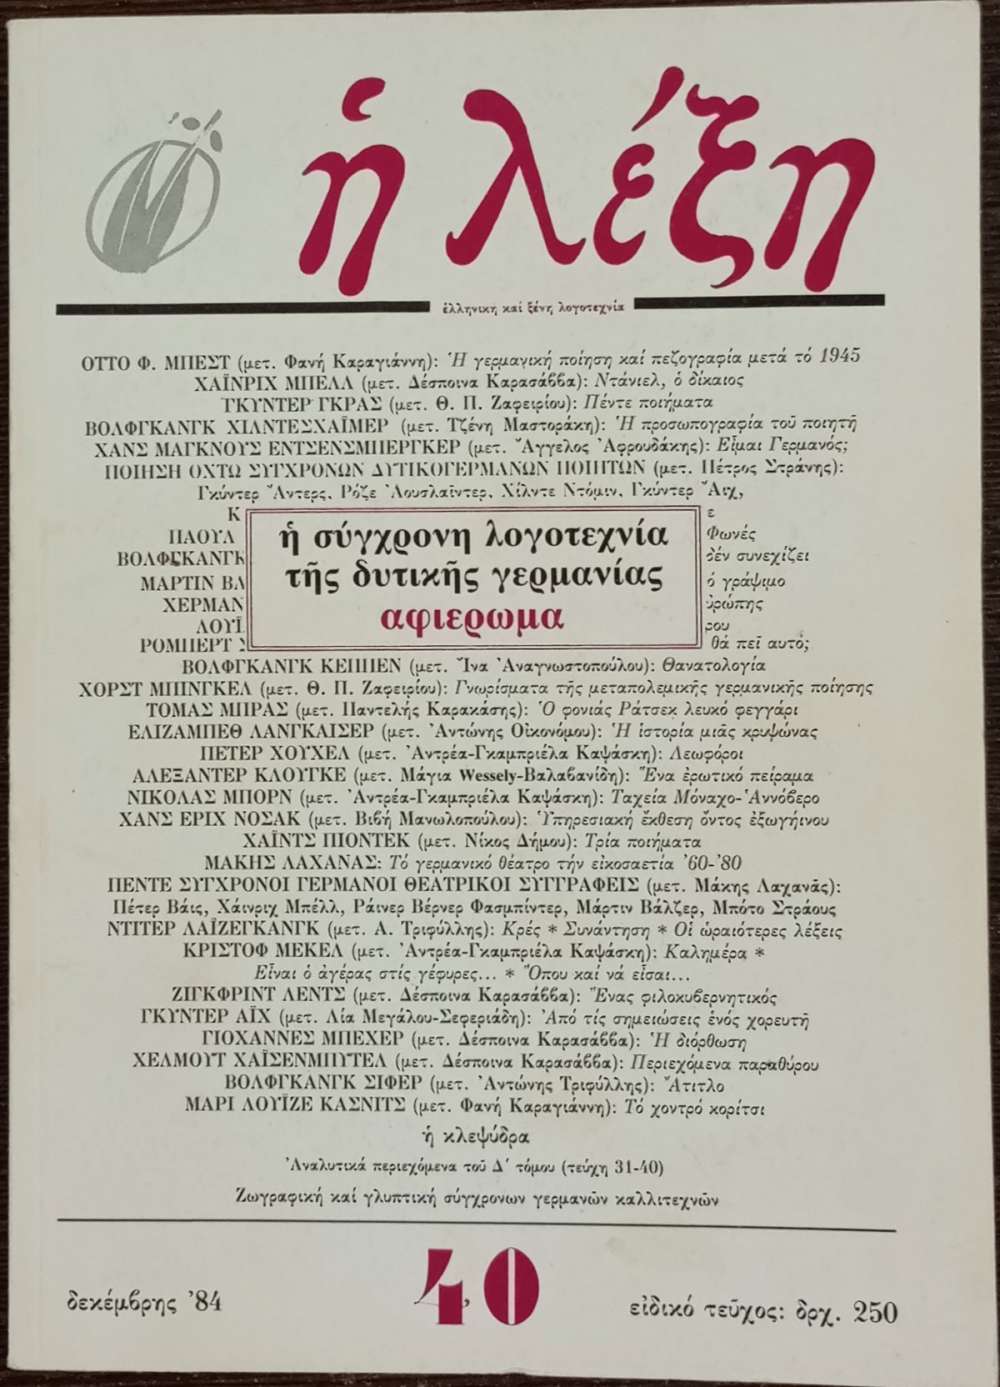 ἡ λέξη
ἑλληνική καί ξένη λογοτεχνία
ΟΤΤΟ Φ. ΜΠΕΣΤ (μετ. Φανή Καραγιάννη): Ἡ γερμανική ποίηση καί πεζογραφία μετά τό 1945
ΧΑΪΝΡΙΧ ΜΠΕΛΛ (μετ. Δέσποινα Καρασάββα): Ντάνιελ, ὁ δίκαιος
ΓΚΥΝΤΕΡ ΓΚΡΑΣ (μετ. Θ. Π. Ζαφειρίου): Πέντε ποιήματα
ΒΟΛΦΓΚΑΝΓΚ ΧΙΛΝΤΕΣΧΑΪΜΕΡ (μετ. Τζένη Μαστοράκη): Ἡ προσωπογραφία τοῦ ποιητῆ
ΧΑΝΣ ΜΑΓΚΝΟΥΣ ΕΝΤΣΕΝΣΜΠΕΡΓΚΕΡ (μετ. Ἄγγελος Ἀφρουδάκης): Εἶμαι Γερμανός;
ΠΟΙΗΣΗ ΟΧΤΩ ΣΥΓΧΡΟΝΩΝ ΔΥΤΙΚΟΓΕΡΜΑΝΩΝ ΠΟΙΗΤΩΝ (μετ. Πέτρος Στράνης):
Γκύντερ Ἄντερς, Ρόζε Ἀουσλαίντερ, Χίλντε Ντόμιν, Γκύντερ Ἄιχ,
Κ ε
ΠΑΟΥΛ Φωνές
ΒΟΛΦΓΚΑΝΓΚ δέν συνεχίζει
ΜΑΡΤΙΝ ΒΑ ό γράψιμο
ΧΕΡΜΑΝ ὐρώπης
ΛΟΥΪ ρου
ΡΟΜΠΕΡΤ θά πεῖ αυτό;
ἡ σύγχρονη λογοτεχνία
τῆς δυτικῆς γερμανίας
αφιερωμα
ΒΟΛΦΓΚΑΝΓΚ ΚΕΠΠΕΝ (μετ. Ἴνα Ἀναγνωστοπούλου): Θανατολογία
ΧΟΡΣΤ ΜΠΙΝΓΚΕΛ (μετ. Θ. Π. Ζαφειρίου): Γνωρίσματα τῆς μεταπολεμικῆς γερμανικῆς ποίησης
ΤΟΜΑΣ ΜΠΡΑΣ (μετ. Παντελής Καρακάσης): Ὁ φονιάς Ράτσεκ λευκό φεγγάρι
ΕΛΙΖΑΜΠΕΘ ΛΑΝΓΚΑΙΣΕΡ (μετ. Ἀντώνης Οἰκονόμου): Ἡ ἱστορία μιᾶς κρυψώνας
ΠΕΤΕΡ ΧΟΥΧΕΛ (μετ. Ἀντρέα-Γκαμπριέλα Καψάσκη): Λεωφόροι
ΑΛΕΞΑΝΤΕΡ ΚΛΟΥΓΚΕ (μετ. Μάγια Wessely-Βαλαβανίδη): Ἕνα ἐρωτικό πείραμα
ΝΙΚΟΛΑΣ ΜΠΟΡΝ (μετ. Ἀντρέα-Γκαμπριέλα Καψάσκη): Ταχεία Μόναχο-Ἁννόβερο
ΧΑΝΣ ΕΡΙΧ ΝΟΣΑΚ (μετ. Βιβή Μανωλοπούλου): Ὑπηρεσιακή ἔκθεση ὄντος ἐξωγήινου
ΧΑΪΝΤΣ ΠΙΟΝΤΕΚ (μετ. Νίκος Δήμου): Τρία ποιήματα
ΜΑΚΗΣ ΛΑΧΑΝΑΣ: Τό γερμανικό θέατρο τήν εἰκοσαετία '60-'80
ΠΕΝΤΕ ΣΥΓΧΡΟΝΟΙ ΓΕΡΜΑΝΟΙ ΘΕΑΤΡΙΚΟΙ ΣΥΓΓΡΑΦΕΙΣ (μετ. Μάκης Λαχανᾶς):
Πέτερ Βάις, Χάινριχ Μπέλλ, Ράινερ Βέρνερ Φασμπίντερ, Μάρτιν Βάλζερ, Μπότο Στράους
ΝΤΙΤΕΡ ΛΑΪΖΕΓΚΑΝΓΚ (μετ. Α. Τριφύλλης): Κρές * Συνάντηση * Οἱ ὡραιότερες λέξεις
ΚΡΙΣΤΟΦ ΜΕΚΕΛ (μετ. Ἀντρέα-Γκαμπριέλα Καψάσκη): Καλημέρα *
Εἶναι ὁ ἀγέρας στίς γέφυρες... * Ὅπου καί νά εἶσαι...
ΖΙΓΚΦΡΙΝΤ ΛΕΝΤΣ (μετ. Δέσποινα Καρασάββα): Ἕνας φιλοκυβερνητικός
ΓΚΥΝΤΕΡ ΑΪΧ (μετ. Λία Μεγάλου-Σεφεριάδη): Ἀπό τίς σημειώσεις ἑνός χορευτῆ
ΓΙΟΧΑΝΝΕΣ ΜΠΕΧΕΡ (μετ. Δέσποινα Καρασάββα): Ἡ διόρθωση
ΧΕΛΜΟΥΤ ΧΑΪΣΕΝΜΠΥΤΕΛ (μετ. Δέσποινα Καρασάββα): Περιεχόμενα παραθύρου
ΒΟΛΦΓΚΑΝΓΚ ΣΙΦΕΡ (μετ. Ἀντώνης Τριφύλλης): Ἄτιτλο
ΜΑΡΙ ΛΟΥΪΖΕ ΚΑΣΝΙΤΣ (μετ. Φανή Καραγιάννη): Τό χοντρό κορίτσι
ἡ κλεψύδρα
Ἀναλυτικά περιεχόμενα τοῦ Δ' τόμου (τεύχη 31-40)
Ζωγραφική καί γλυπτική σύγχρονων γερμανῶν καλλιτεχνῶν
δεκέμβρης '84
40
εἰδικό τεῦχος: δρχ. 250